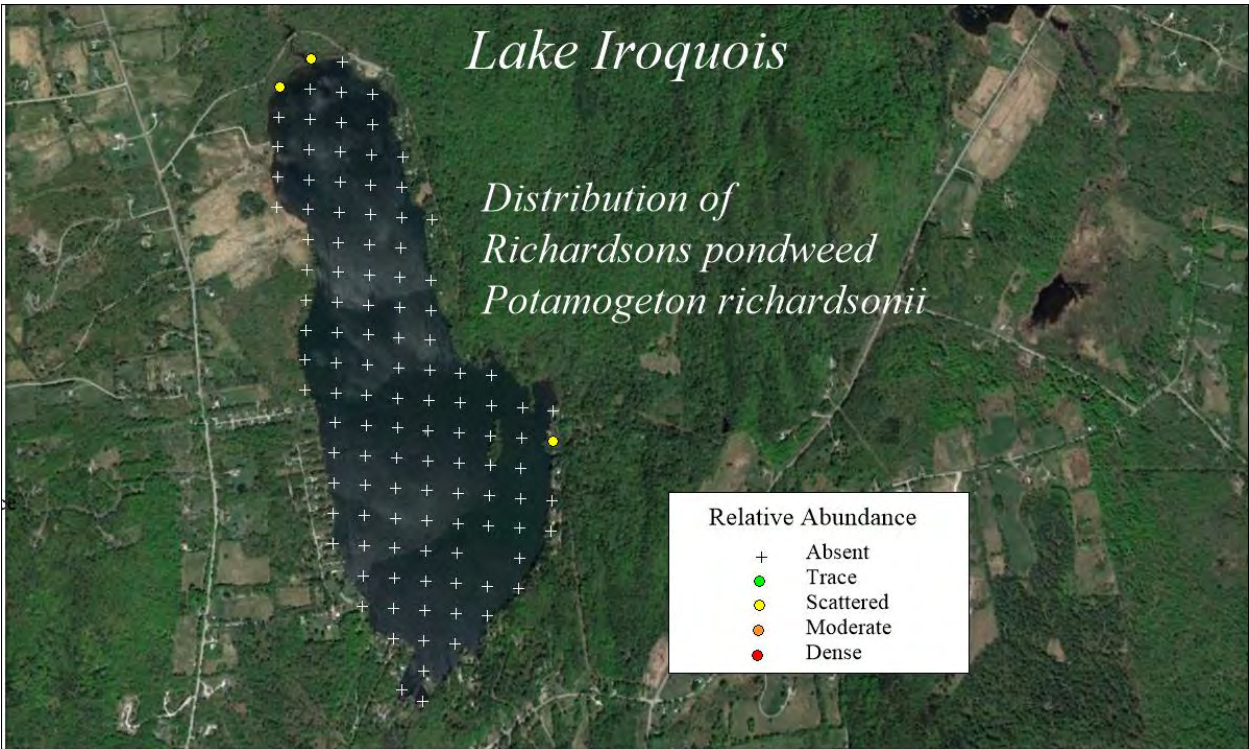 Lake Iroquois
Distribution of
Richardsons pondweed
Potamogeton richardsonii
Relative Abundance
Absent
Trace
Scattered
Moderate
Dense